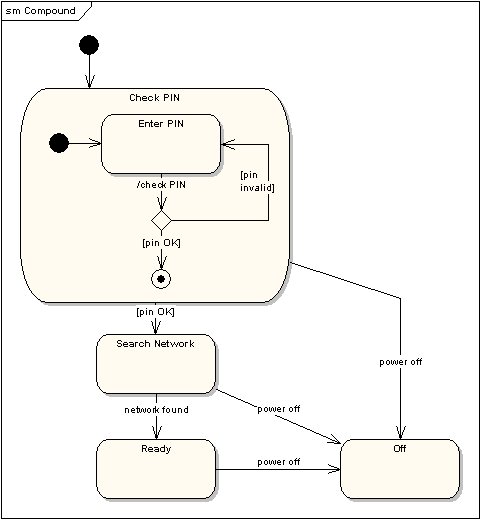 sm Compound
Check PIN
Enter PIN
/check PIN
[pin
invalid]
[pin OK]
[pin OK]
Search Network
power off
network found
power off
Ready
Off
power off